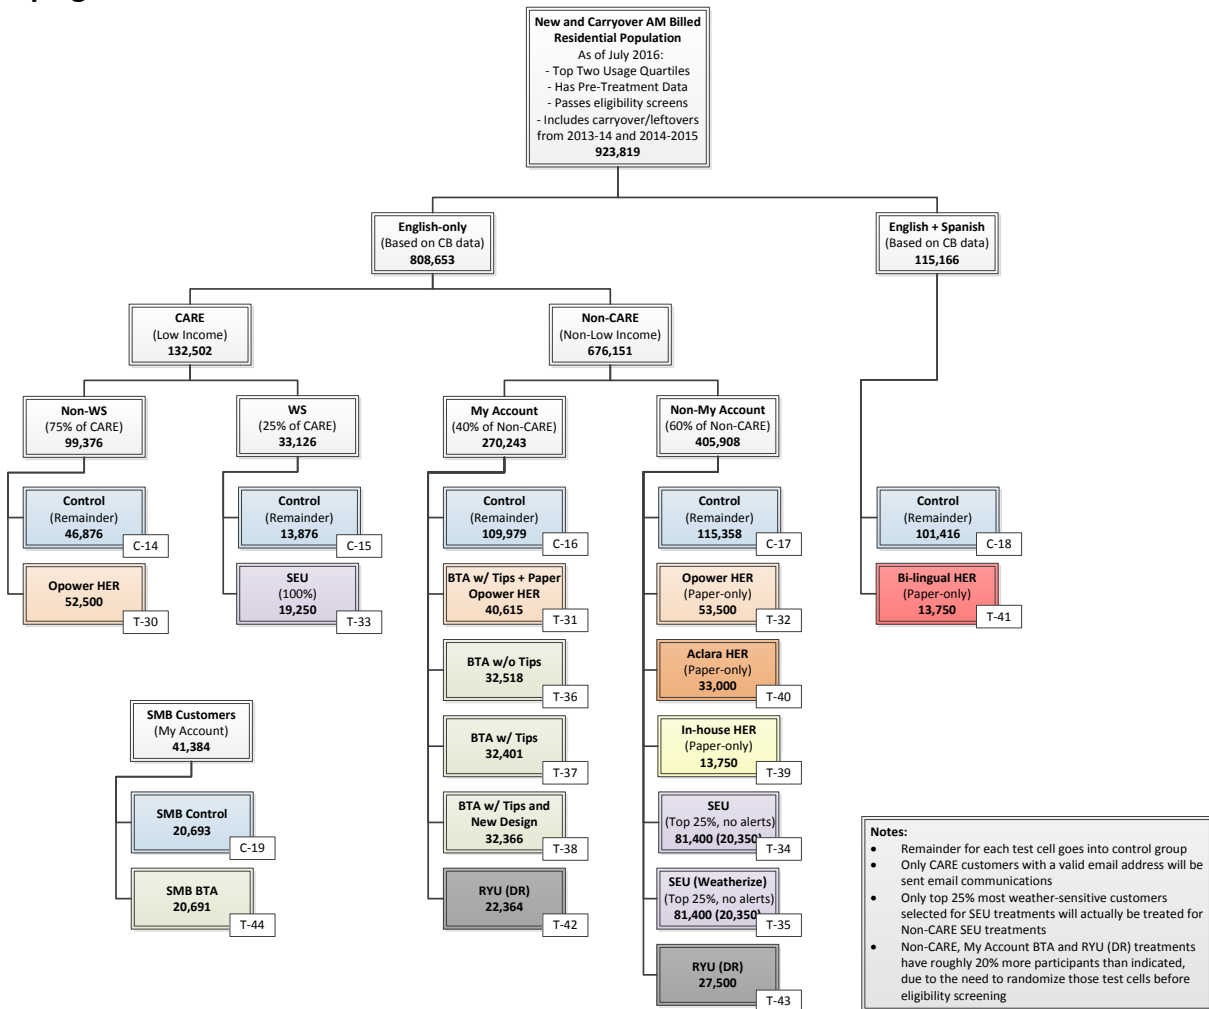 New and Carryover AM Billed
Residential Population
As of July 2016:
- Top Two Usage Quartiles
- Has Pre-Treatment Data
- Passes eligibility screens
- Includes carryover/leftovers
from 2013-14 and 2014-2015
923,819
English-only
(Based on CB data)
808,653
English + Spanish
(Based on CB data)
115,166
CARE
(Low Income)
132,502
Non-CARE
(Non-Low Income)
676,151
Non-WS
(75% of CARE)
99,376
WS
(25% of CARE)
33,126
My Account
(40% of Non-CARE)
270,243
Non-My Account
(60% of Non-CARE)
405,908
Control
(Remainder)
46,876
C-14
Opower HER
52,500
T-30
Control
(Remainder)
13,876
C-15
SEU
(100%)
19,250
T-33
Control
(Remainder)
109,979
C-16
BTA w/ Tips + Paper
Opower HER
40,615
T-31
BTA w/o Tips
32,518
T-36
BTA w/ Tips
32,401
T-37
BTA w/ Tips and
New Design
32,366
T-38
RYU (DR)
22,364
T-42
Control
(Remainder)
115,358
C-17
Opower HER
(Paper-only)
53,500
T-32
Aclara HER
(Paper-only)
33,000
T-40
In-house HER
(Paper-only)
13,750
T-39
SEU
(Top 25%, no alerts)
81,400 (20,350)
T-34
SEU (Weatherize)
(Top 25%, no alerts)
81,400 (20,350)
T-35
RYU (DR)
27,500
T-43
Control
(Remainder)
101,416
C-18
Bi-lingual HER
(Paper-only)
13,750
T-41
SMB Customers
(My Account)
41,384
SMB Control
20,693
C-19
SMB BTA
20,691
T-44
Notes:
• Remainder for each test cell goes into control group
• Only CARE customers with a valid email address will be
sent email communications
• Only top 25% most weather-sensitive customers
selected for SEU treatments will actually be treated for
Non-CARE SEU treatments
• Non-CARE, My Account BTA and RYU (DR) treatments
have roughly 20% more participants than indicated,
due to the need to randomize those test cells before
eligibility screening